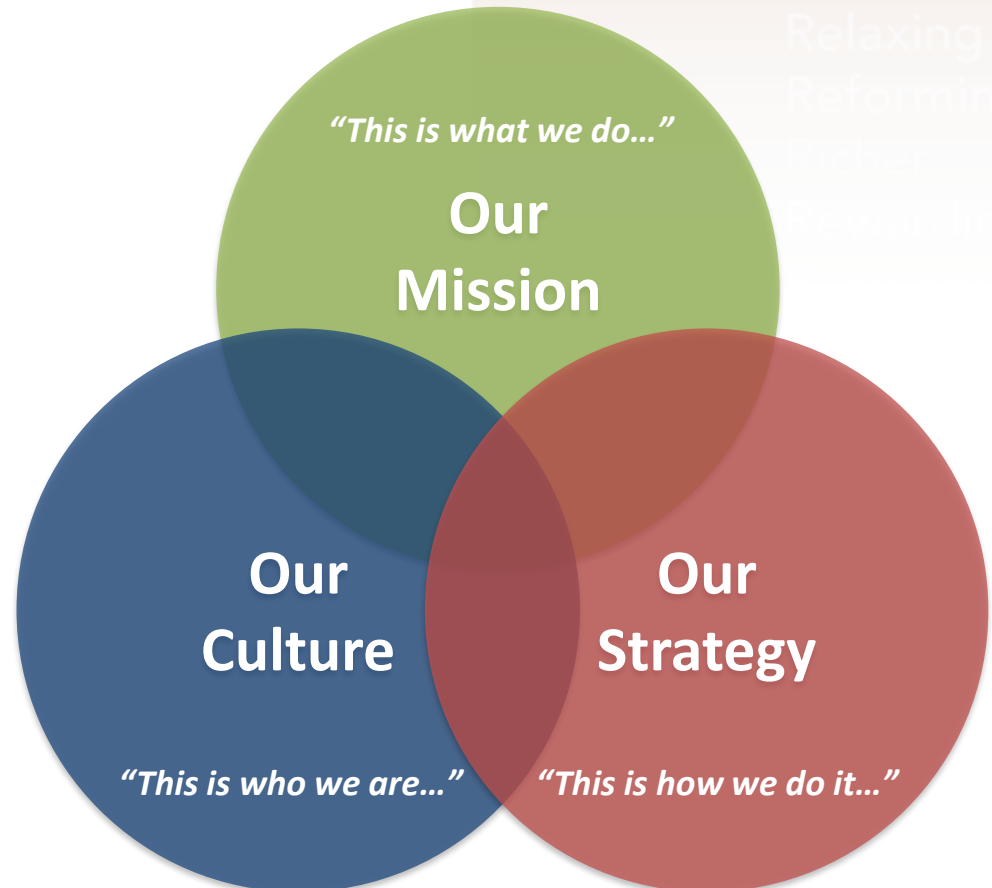 Relaxing
“This is what we do…”
Our
Mission
Our
Culture
“This is who we are…”
Our
Strategy
“This is how we do it…”